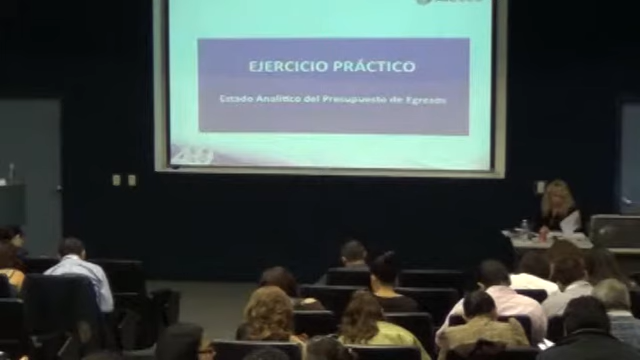 EJERCICIO PRÁCTICO
Estado Analítico del Presupuesto de Egresos